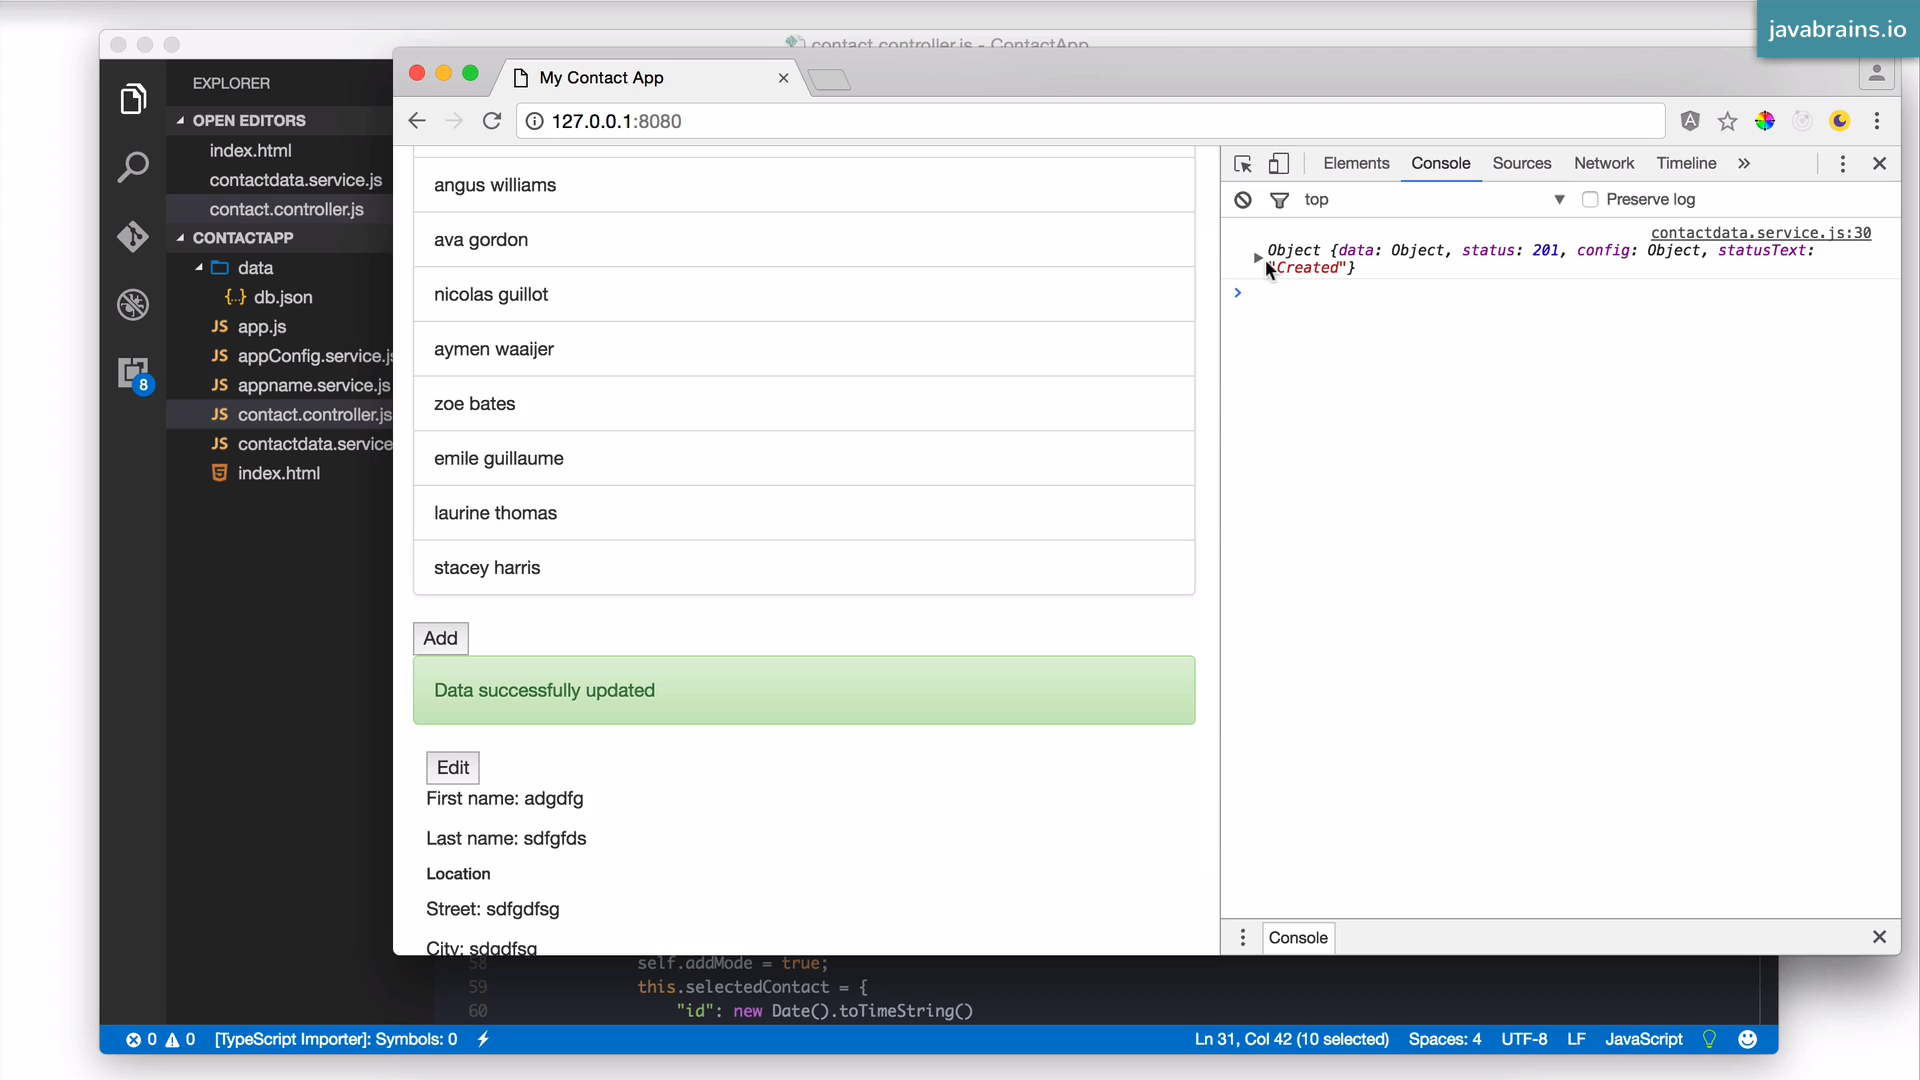 javabrains.io
contact.controller.js - ContactApp
EXPLORER
OPEN EDITORS
index.html
contactdata.service.js
contact.controller.js
CONTACTAPP
data
{..} db.json
JS app.js
JS appConfig.service.js
JS appname.service.js
JS contact.controller.js
JS contactdata.service
index.html
8
My Contact App
127.0.0.1:8080
angus williams
ava gordon
nicolas guillot
aymen waaijer
zoe bates
emile guillaume
laurine thomas
stacey harris
Add
Data successfully updated
Edit
First name: adgdfg
Last name: sdfgfds
Location
Street: sdfgdfsg
City: sdgdfsg
Elements Console Sources Network Timeline »
top Preserve log
contactdata.service.js:30
Object {data: Object, status: 201, config: Object, statusText:
"Created"}
Console
58 self.addMode = true;
59 this.selectedContact = {
60 "id": new Date().toTimeString()
0 0 [TypeScript Importer]: Symbols: 0 Ln 31, Col 42 (10 selected) Spaces: 4 UTF-8 LF JavaScript